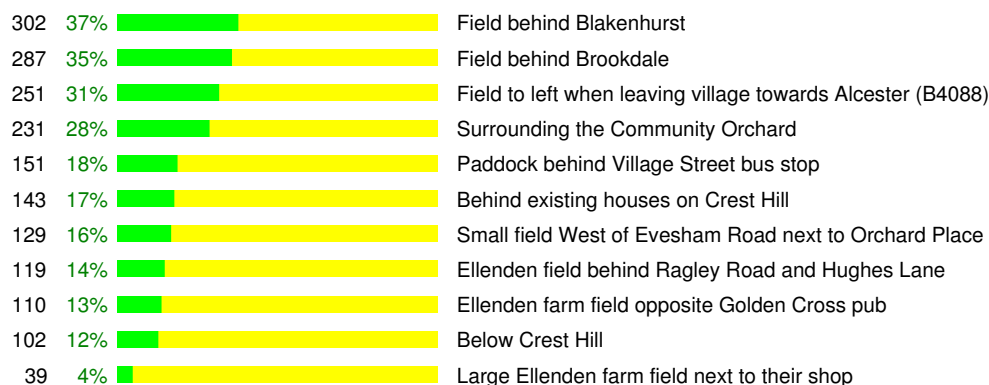 302 37% Field behind Blakenhurst
287 35% Field behind Brookdale
251 31% Field to left when leaving village towards Alcester (B4088)
231 28% Surrounding the Community Orchard
151 18% Paddock behind Village Street bus stop
143 17% Behind existing houses on Crest Hill
129 16% Small field West of Evesham Road next to Orchard Place
119 14% Ellenden field behind Ragley Road and Hughes Lane
110 13% Ellenden farm field opposite Golden Cross pub
102 12% Below Crest Hill
39 4% Large Ellenden farm field next to their shop